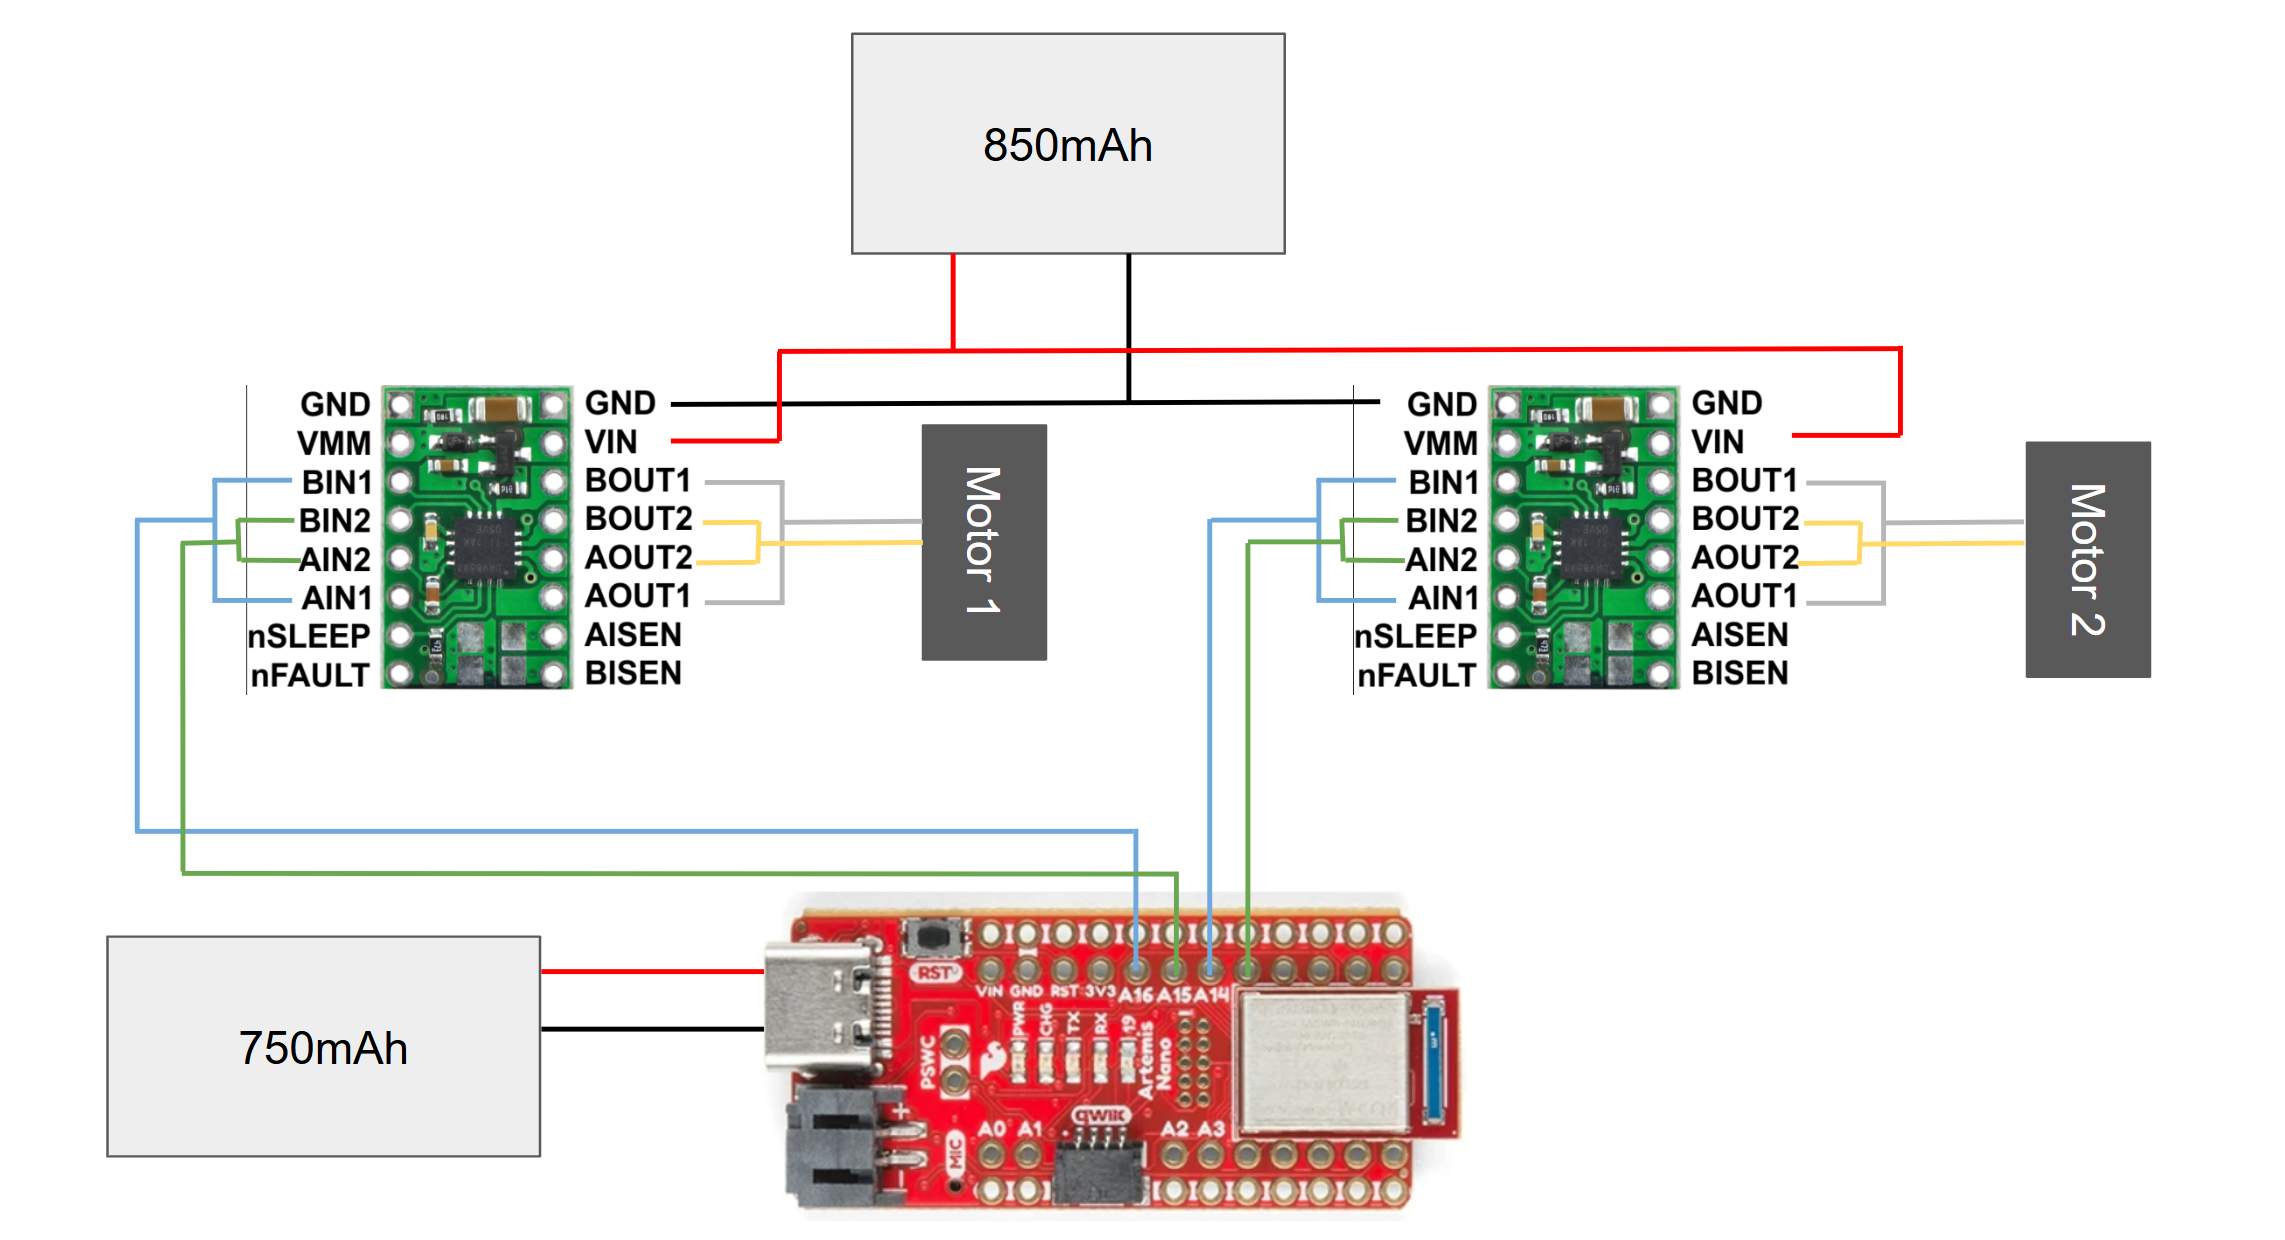 850mAh
GND
VMM
BIN1
BIN2
AIN2
AIN1
nSLEEP
nFAULT
GND
VIN
BOUT1
BOUT2
AOUT2
AOUT1
AISEN
BISEN
Motor 1
GND
VMM
BIN1
BIN2
AIN2
AIN1
nSLEEP
nFAULT
GND
VIN
BOUT1
BOUT2
AOUT2
AOUT1
AISEN
BISEN
Motor 2
750mAh
RST
VIN GND RST 3V3 A16 A15 A14
PWR
CHG
TX
RX
19
Artemis
Nano
PSWC
qwiic
A0 A1
A2 A3
MIC
+
-